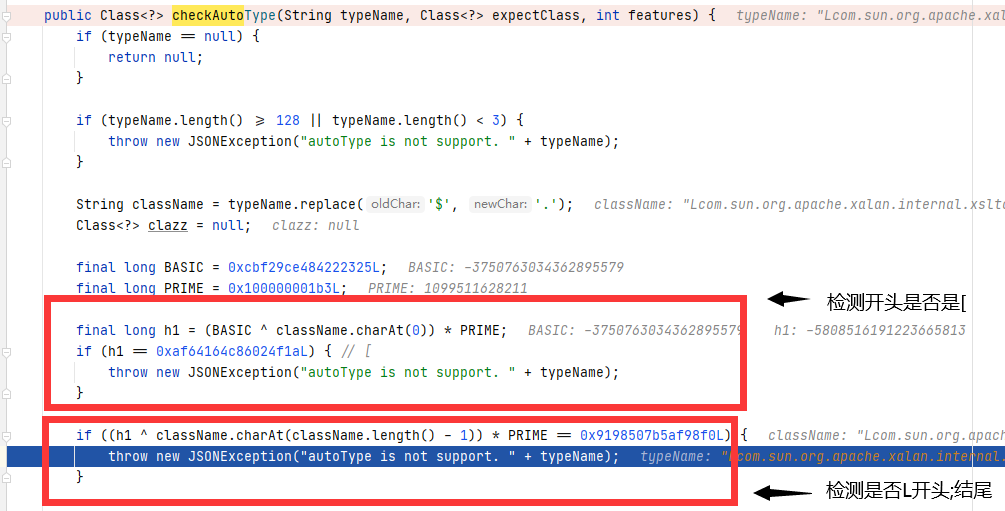 public Class<?> checkAutoType(String typeName, Class<?> expectClass, int features) { typeName: "Lcom.sun.org.apache.xal
if (typeName == null) {
return null;
}
if (typeName.length() >= 128 || typeName.length() < 3) {
throw new JSONException("autoType is not support. " + typeName);
}
String className = typeName.replace( oldChar: '$', newChar: '.'); className: "Lcom.sun.org.apache.xalan.internal.xsltc
Class<?> clazz = null; clazz: null
final long BASIC = 0xcbf29ce484222325L; BASIC: -3750763034362895579
final long PRIME = 0x100000001b3L; PRIME: 1099511628211
检测开头是否是[
final long h1 = (BASIC ^ className.charAt(0)) * PRIME; BASIC: -3750763034362895579 h1: -5808516191223665813
if (h1 == 0xaf64164c86024f1aL) { // [
throw new JSONException("autoType is not support. " + typeName);
}
if ((h1 ^ className.charAt(className.length() - 1)) * PRIME == 0x9198507b5af98f0L) { className: "Lcom.sun.org.apach
throw new JSONException("autoType is not support. " + typeName); typeName: "Lcom.sun.org.apache.xalan.internal.
}
检测是否L开头;结尾